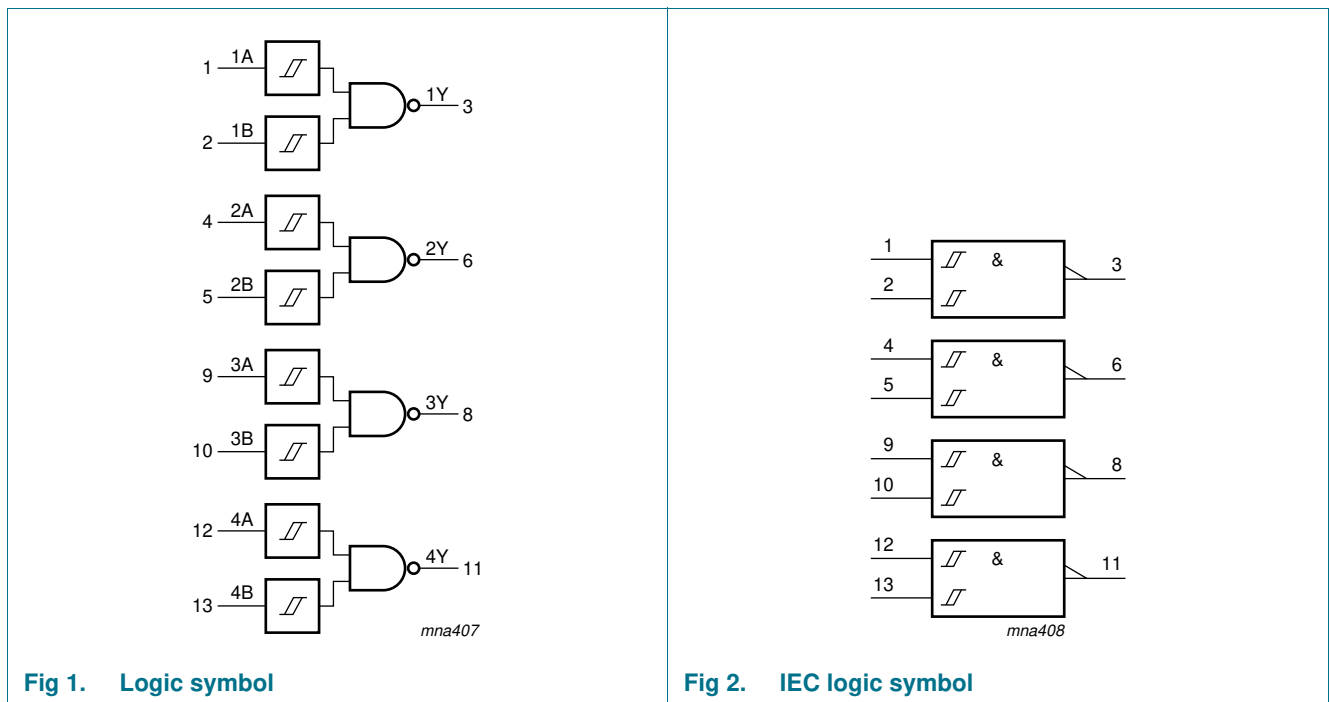 1 1A
1Y 3
2 1B
4 2A
2Y 6
5 2B
9 3A
3Y 8
10 3B
12 4A
4Y 11
13 4B
mna407
Fig 1. Logic symbol
1 & 3
2
4 & 6
5
9 & 8
10
12 & 11
13
mna408
Fig 2. IEC logic symbol